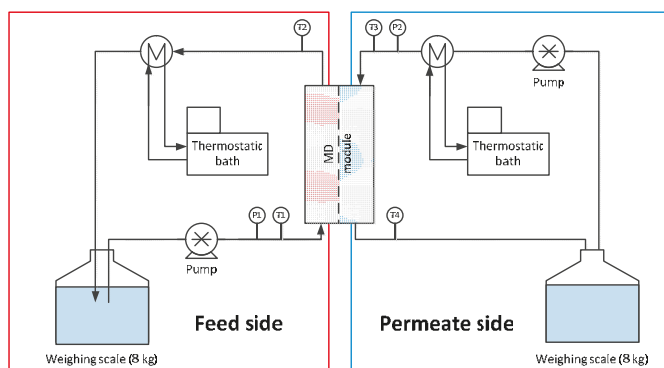 T2
T3
P2
M
M
Pump
Thermostatic
bath
MD
module
Thermostatic
bath
P1
T1
T4
Pump
Feed side
Permeate side
Weighing scale (8 kg)
Weighing scale (8 kg)